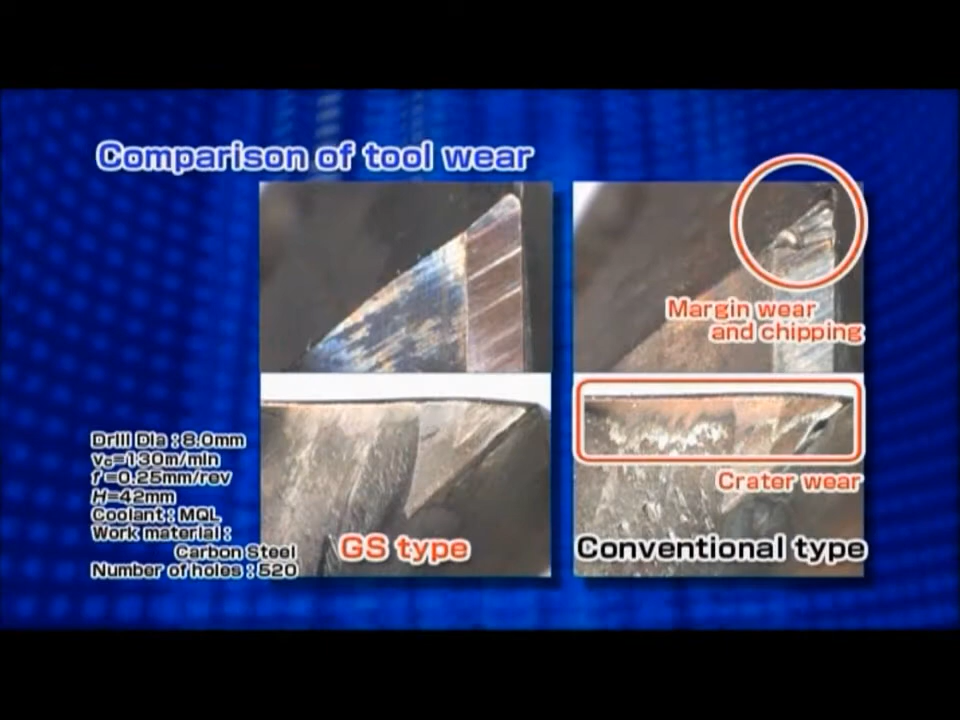 Comparison of tool wear
Margin wear
and chipping
Crater wear
Drill Dia : 8.0mm
vc=130m/min
f =0.25mm/rev
H=42mm
Coolant : MQL
Work material :
Carbon Steel
Number of holes : 520
GS type
Conventional type